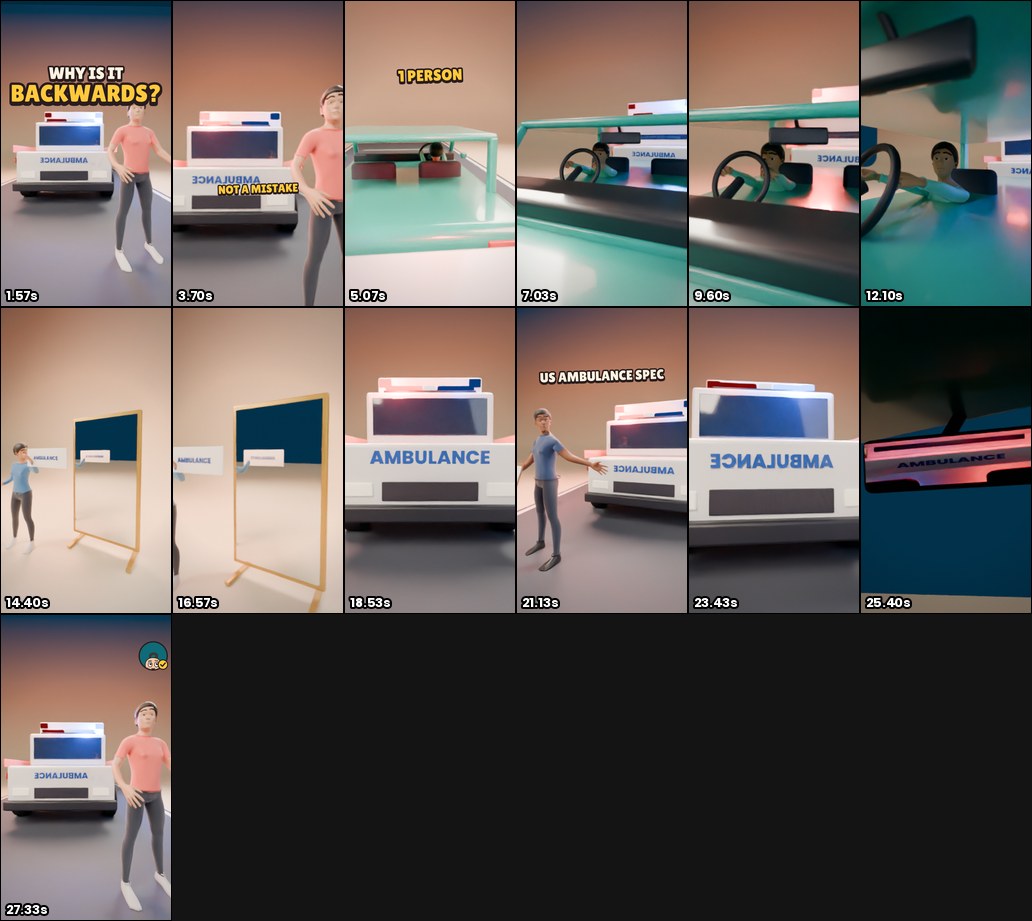 WHY IS IT
BACKWARDS?
AMBULANCE
1.57s
AMBULANCE
NOT A MISTAKE
3.70s
1 PERSON
5.07s
7.03s
9.60s
12.10s
14.40s
16.57s
AMBULANCE
18.53s
US AMBULANCE SPEC
AMBULANCE
21.13s
AMBULANCE
23.43s
AMBULANCE
25.40s
AMBULANCE
27.33s